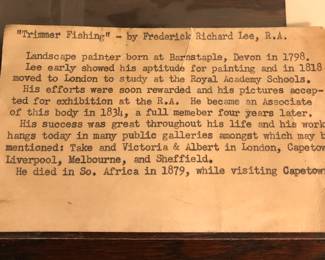 "Trimmer Fishing" - by Frederick Richard Lee, R.A.
Landscape painter born at Barnstaple, Devon in 1798.
Lee early showed his aptitude for painting and in 1818
moved to London to study at the Royal Academy Schools.
His efforts were soon rewarded and his pictures accep-
ted for exhibition at the R.A. He became an Associate
of this body in 1834, a full memeber four years later.
His success was great throughout his life and his work
hangs today in many public galleries amongst which may b
mentioned: Take and Victoria & Albert in London, Capetow
Liverpool, Melbourne, and Sheffield.
He died in So. Africa in 1879, while visiting Capetown